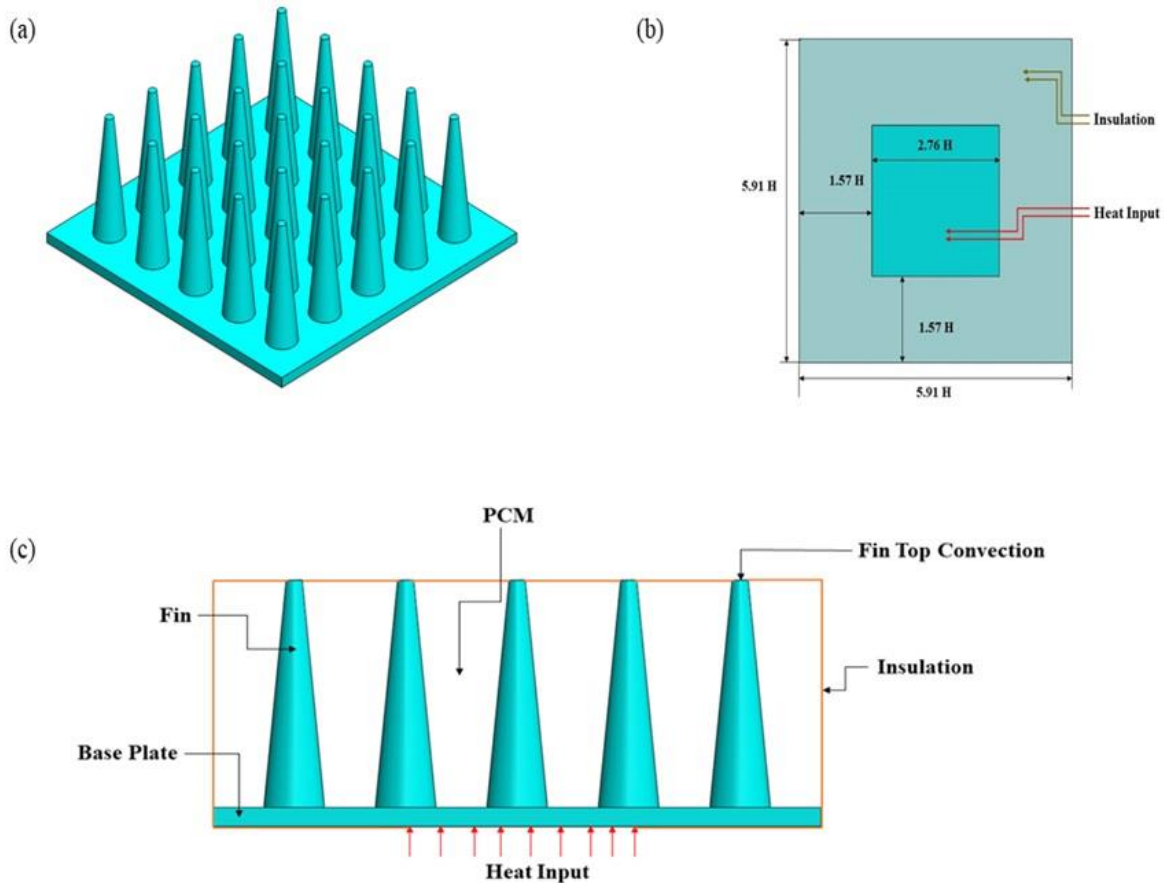 (a)
(b)
Insulation
2.76 H
5.91 H
1.57 H
Heat Input
1.57 H
5.91 H
(c)
PCM
Fin Top Convection
Fin
Insulation
Base Plate
Heat Input